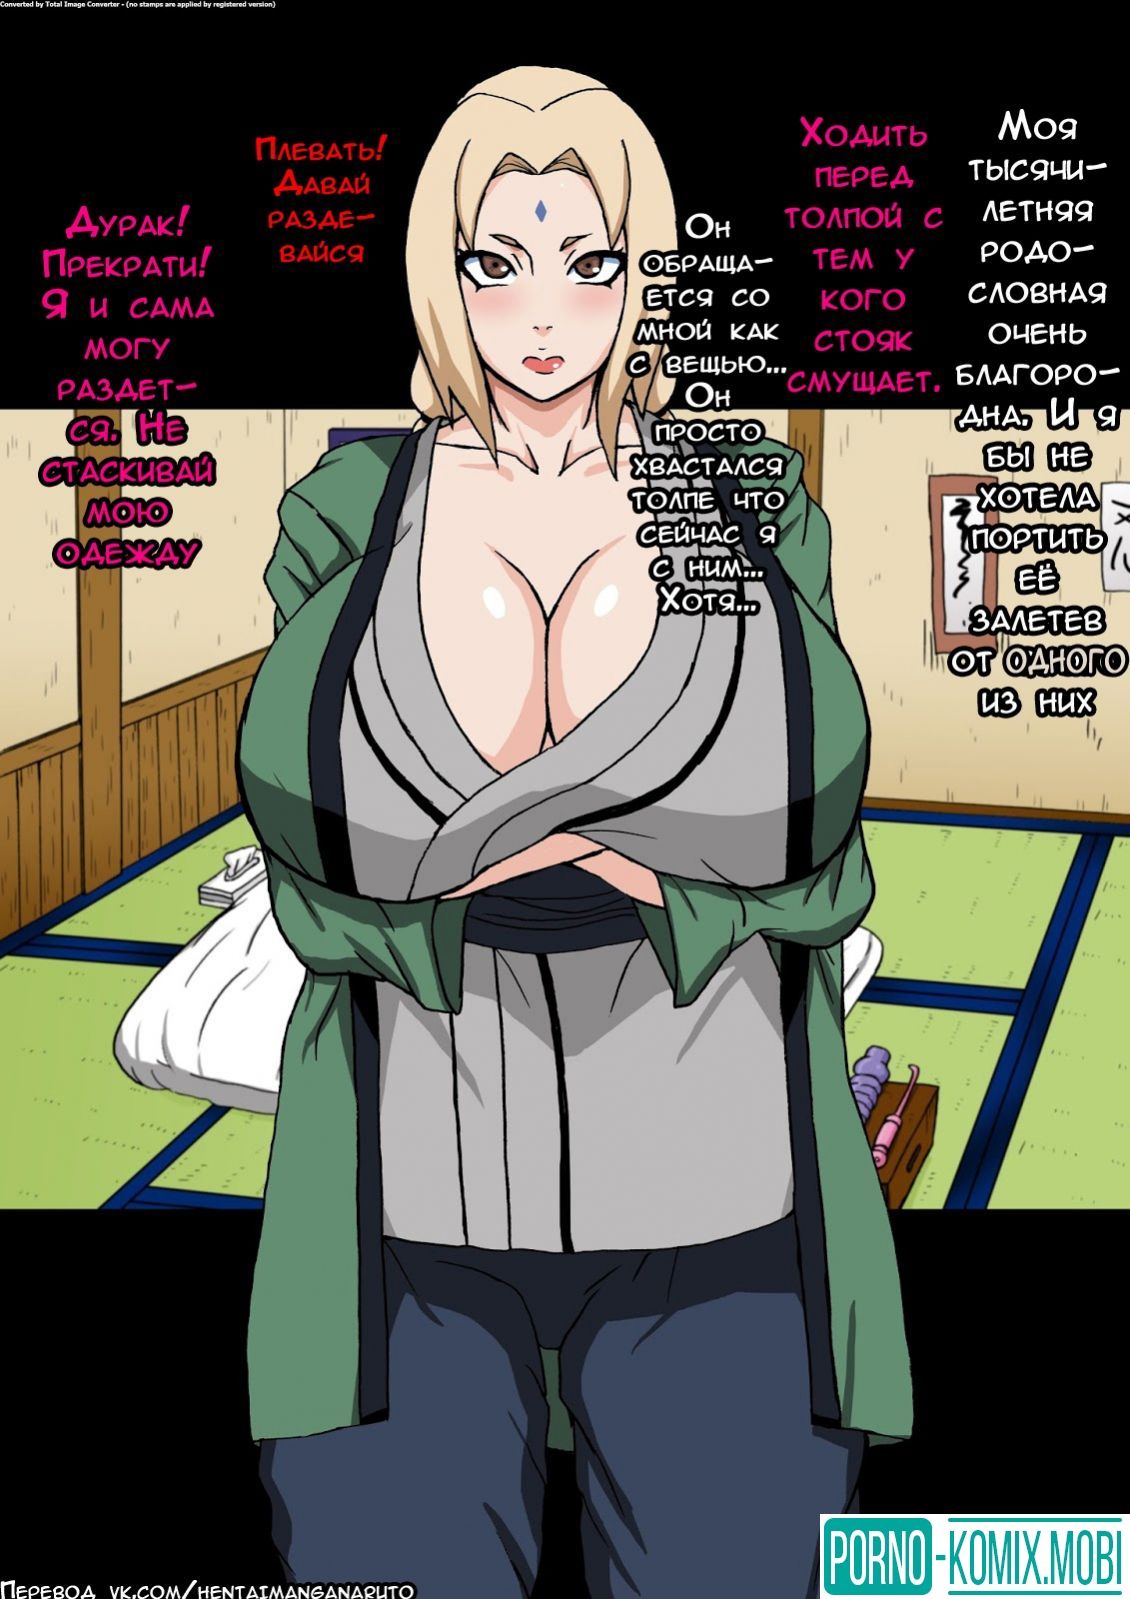 Converted by Total Image Converter - (no stamps are applied by registered version)
Моя
тысячи-
летняя
родо-
словная
очень
благоро-
дна. И я
бы не
хотела
портить
её
залетев
от одного
из них
Ходить
перед
толпой с
тем у
кого
стояк
смущает.
Он
обраща-
ется со
мной как
с вещью...
Он
просто
хвастался
толпе что
сейчас я
с ним...
Хотя...
Плевать!
Давай
разде-
вайся
Дурак!
Прекрати!
Я и сама
могу
раздет-
ся. Не
стаскивай
мою
одежду
Перевод vk.com/hentaimanganaruto
PORNO-KOMIX.MOBI